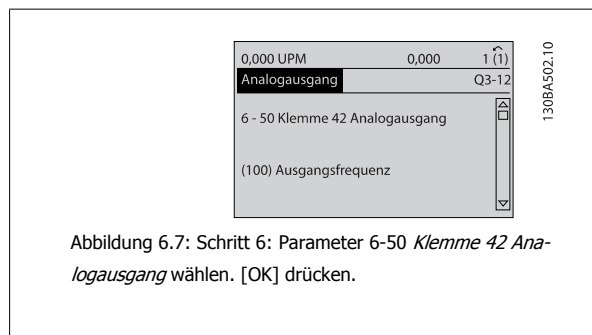 0,000 UPM 0,000 1 (1)
Analogausgang Q3-12
6 - 50 Klemme 42 Analogausgang
(100) Ausgangsfrequenz
130BA502.10
Abbildung 6.7: Schritt 6: Parameter 6-50 Klemme 42 Ana-
logausgang wählen. [OK] drücken.